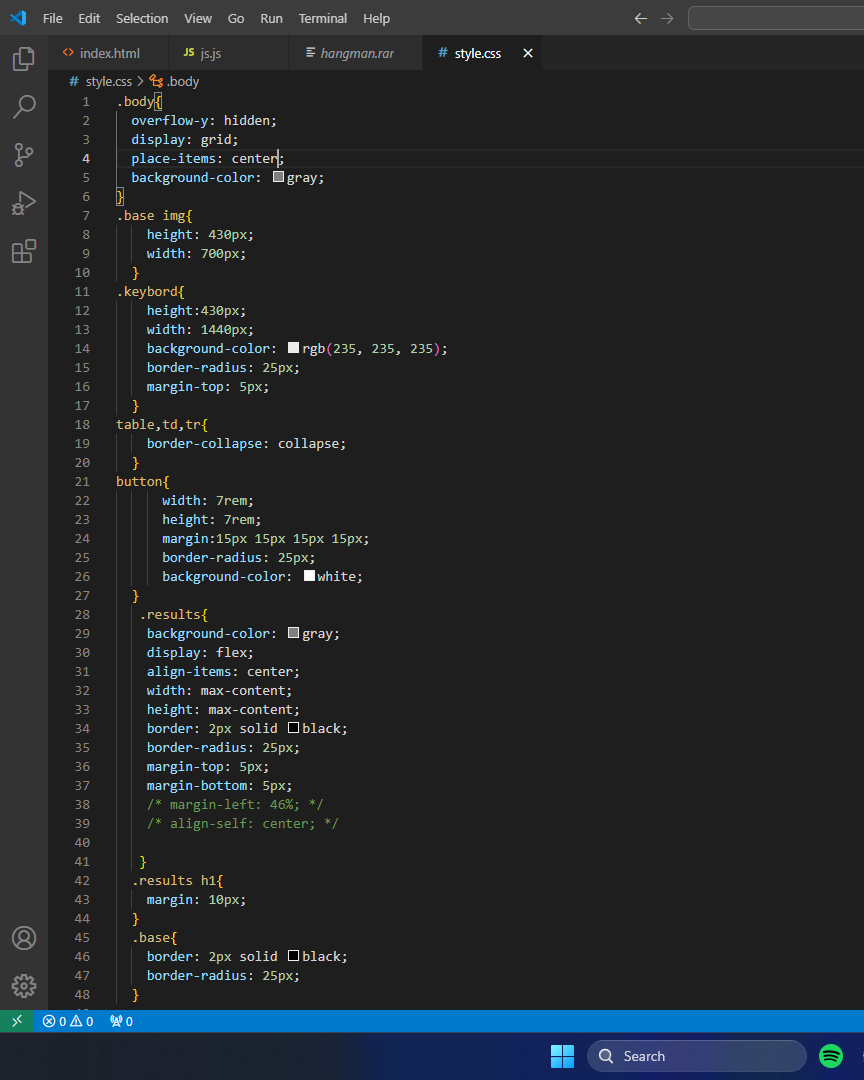 File Edit Selection View Go Run Terminal Help
index.html JS js.js hangman.rar # style.css
# style.css > .body
1 .body{
2 overflow-y: hidden;
3 display: grid;
4 place-items: center;
5 background-color: gray;
6 }
7 .base img{
8 height: 430px;
9 width: 700px;
10 }
11 .keybord{
12 height:430px;
13 width: 1440px;
14 background-color: rgb(235, 235, 235);
15 border-radius: 25px;
16 margin-top: 5px;
17 }
18 table,td,tr{
19 border-collapse: collapse;
20 }
21 button{
22 width: 7rem;
23 height: 7rem;
24 margin:15px 15px 15px 15px;
25 border-radius: 25px;
26 background-color: white;
27 }
28 .results{
29 background-color: gray;
30 display: flex;
31 align-items: center;
32 width: max-content;
33 height: max-content;
34 border: 2px solid black;
35 border-radius: 25px;
36 margin-top: 5px;
37 margin-bottom: 5px;
38 /* margin-left: 46%; */
39 /* align-self: center; */
40
41 }
42 .results h1{
43 margin: 10px;
44 }
45 .base{
46 border: 2px solid black;
47 border-radius: 25px;
48 }
0 0 0
Search